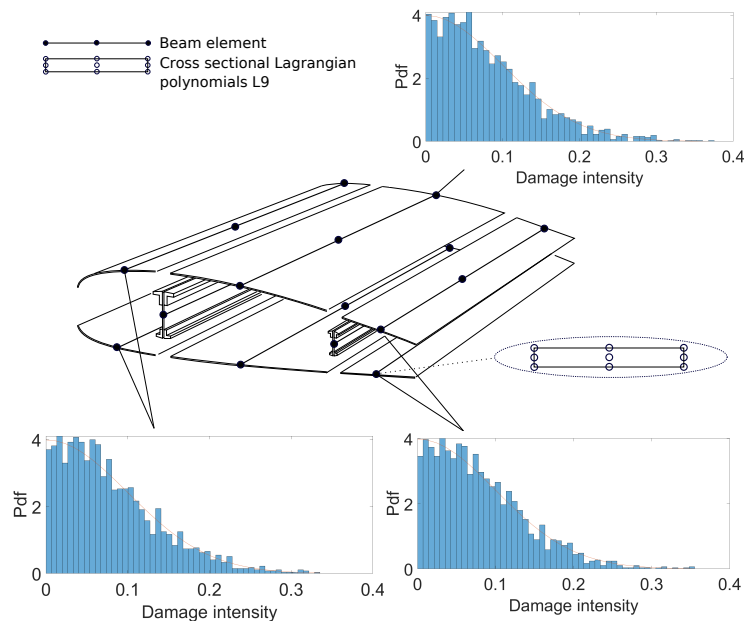 Beam element
Cross sectional Lagrangian
polynomials L9
4
2
0
Pdf
0 0.1 0.2 0.3 0.4
Damage intensity
4
2
0
Pdf
0 0.1 0.2 0.3 0.4
Damage intensity
4
2
0
Pdf
0 0.1 0.2 0.3 0.4
Damage intensity